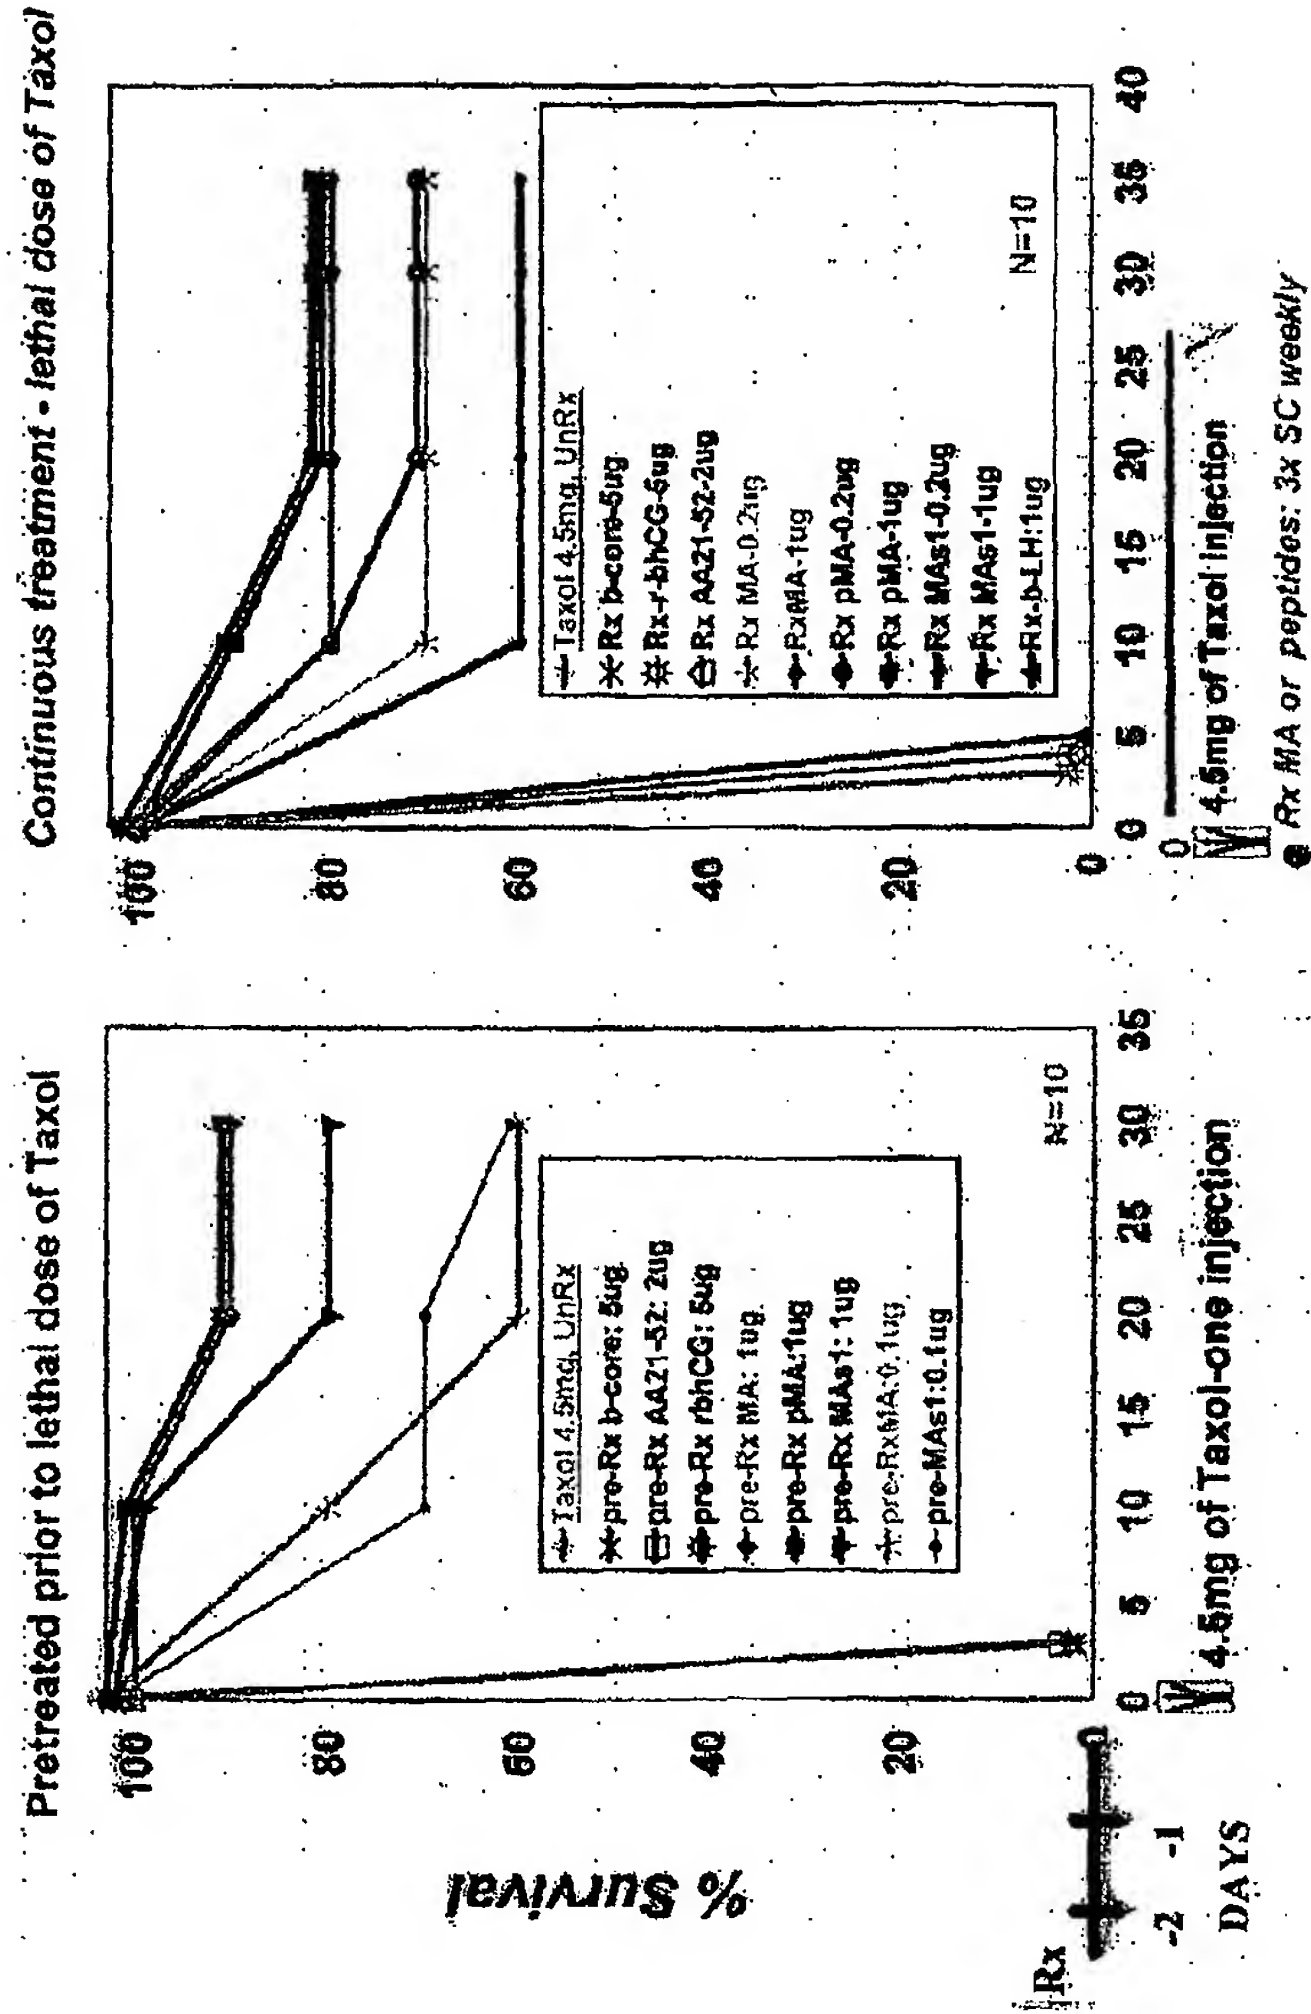 Pretreated prior to lethal dose of Taxol
% Survival
100
80
60
40
20
Taxol 4.5mg, UnRx
pre-Rx b-core: 5ug
pre-Rx AA21-52: 2ug
pre-Rx rbhCG: 5ug
pre-Rx MA: 1ug
pre-Rx pMA:1ug
pre-Rx MAs1: 1ug
pre-RxMA:0.1ug
pre-MAs1:0.1ug
N=10
0 5 10 15 20 25 30 35
Rx
0
-2 -1
DAYS
4.5mg of Taxol-one injection
Continuous treatment - lethal dose of Taxol
100
80
60
40
20
0
Taxol 4.5mg, UnRx
Rx b-core-5ug
Rx-r-bhCG-5ug
Rx AA21-52-2ug
Rx MA-0.2ug
RxMA-1ug
Rx pMA-0.2ug
Rx pMA-1ug
Rx MAs1-0.2ug
Rx MAs1-1ug
Rx-b-LH:1ug
N=10
0 5 10 15 20 25 30 35 40
0
4.5mg of Taxol injection
Rx MA or peptides: 3x SC weekly